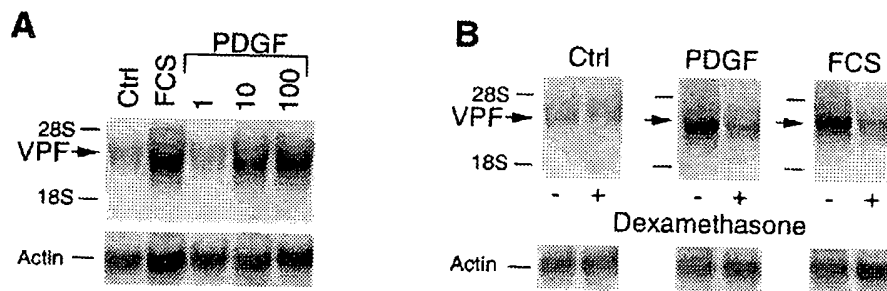 A
PDGF
Ctrl FCS 1 10 100
28S
VPF
18S
Actin
B
Ctrl PDGF FCS
28S
VPF
18S
- + - + - +
Dexamethasone
Actin